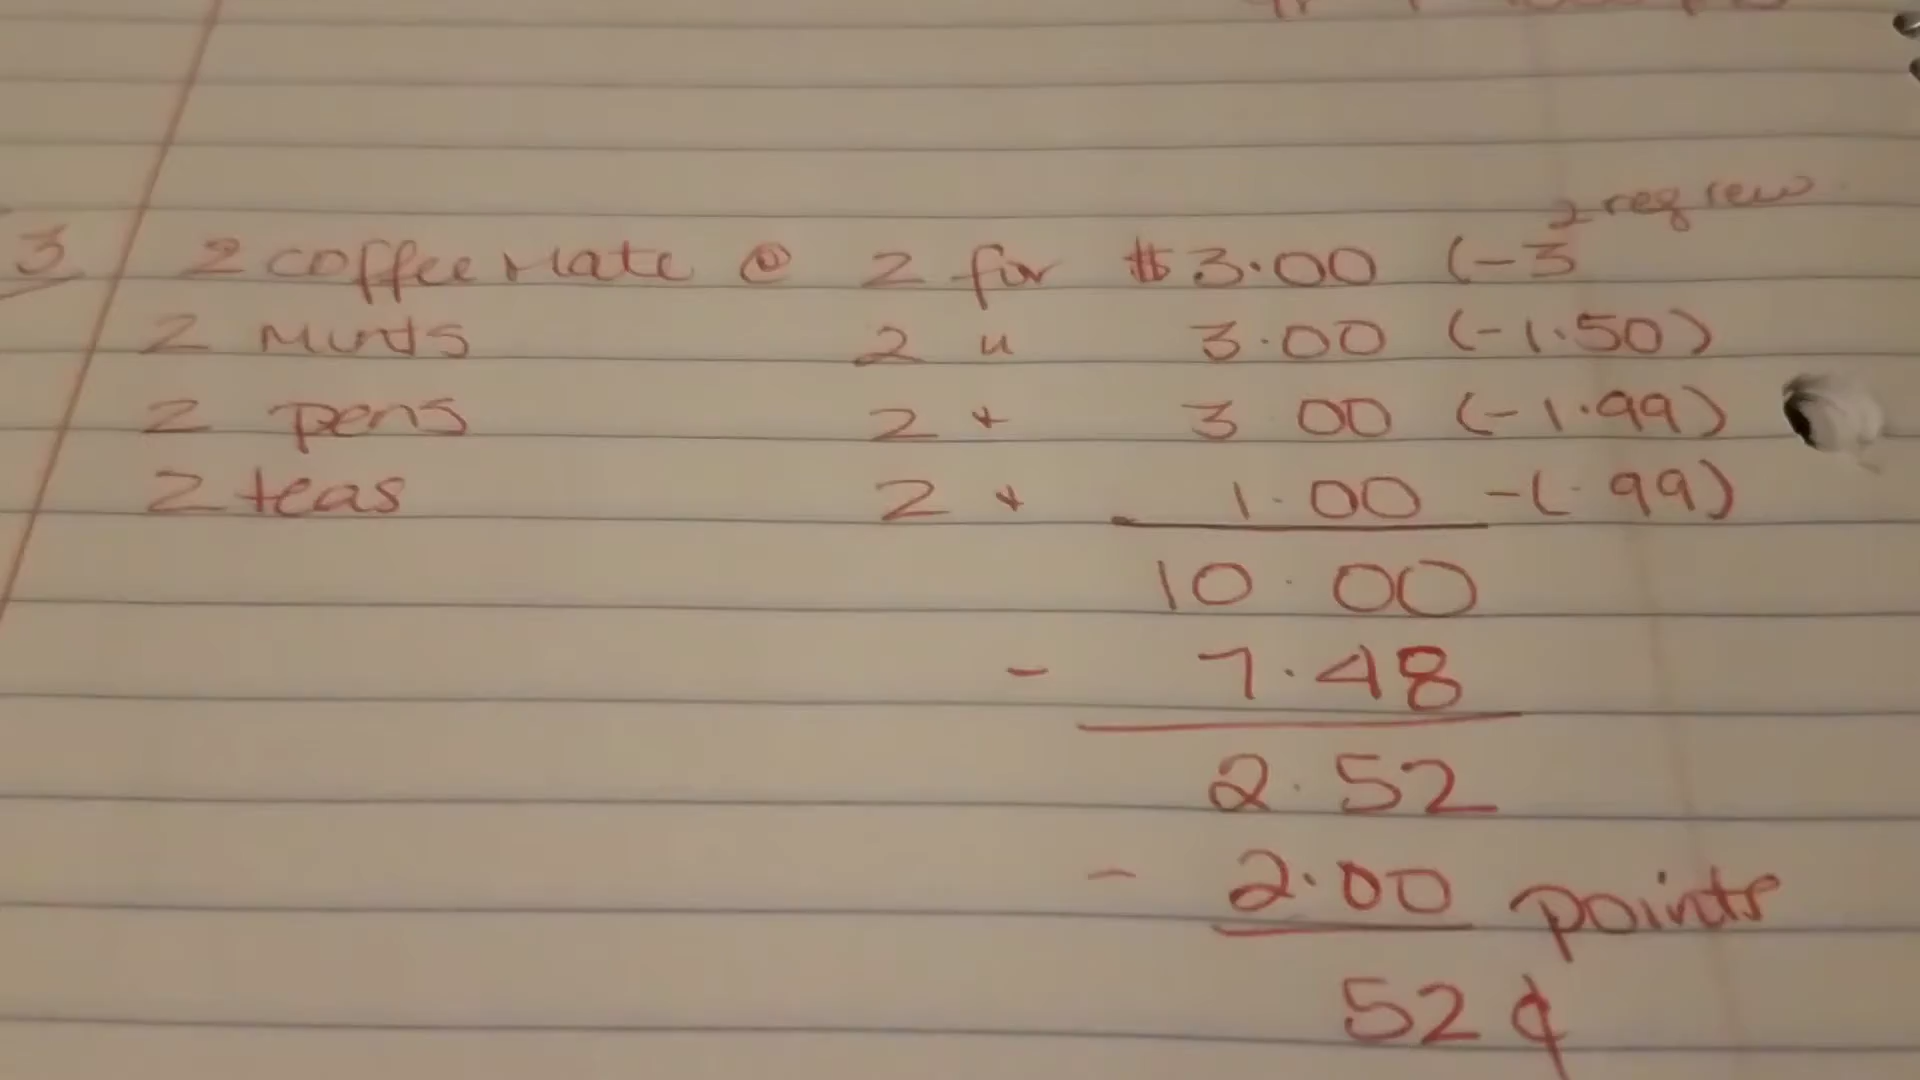 2 reg rew
3 2 coffee Mate @ 2 for $3.00 (-3
2 Mints 2 " 3.00 (-1.50)
2 pens 2 + 3 00 (-1.99)
2 teas 2 + 1.00 -(.99)
10.00
- 7.48
2.52
- 2.00 points
52 ¢